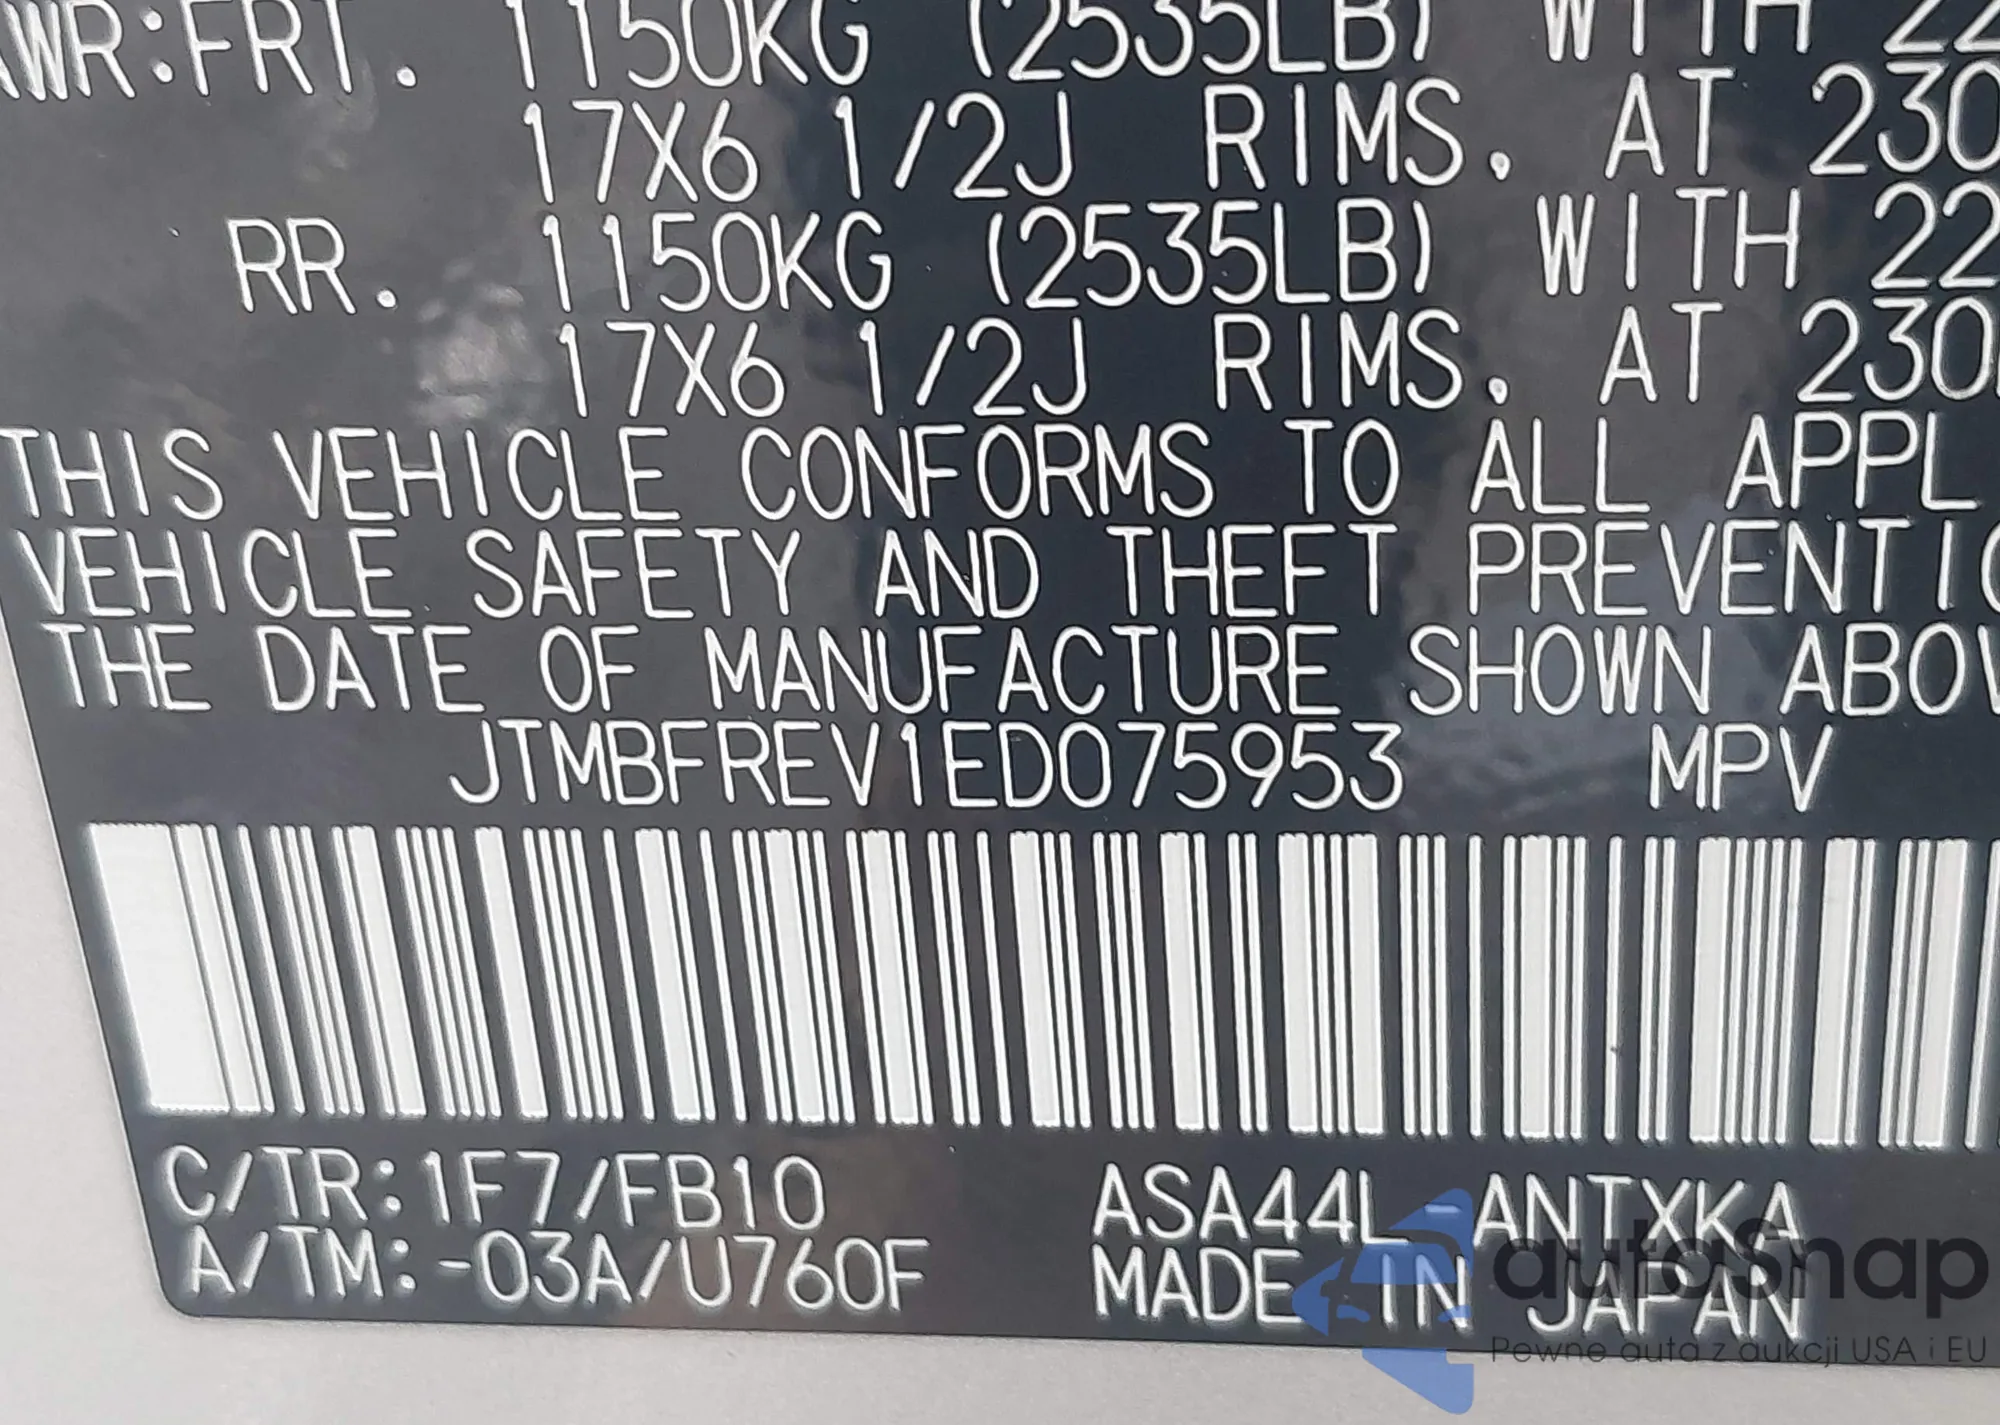 AWR:FRT. 1150KG (2535LB) WITH 22
17X6 1/2J RIMS, AT 230
RR. 1150KG (2535LB) WITH 22
17X6 1/2J RIMS, AT 230
THIS VEHICLE CONFORMS TO ALL APPL
VEHICLE SAFETY AND THEFT PREVENTIO
THE DATE OF MANUFACTURE SHOWN ABOV
JTMBFREV1ED075953 MPV
C/TR:1F7/FB10 ASA44L-ANTXKA
A/TM:-03A/U760F MADE IN JAPAN
autoSnap
Pewne auta z aukcji USA i EU